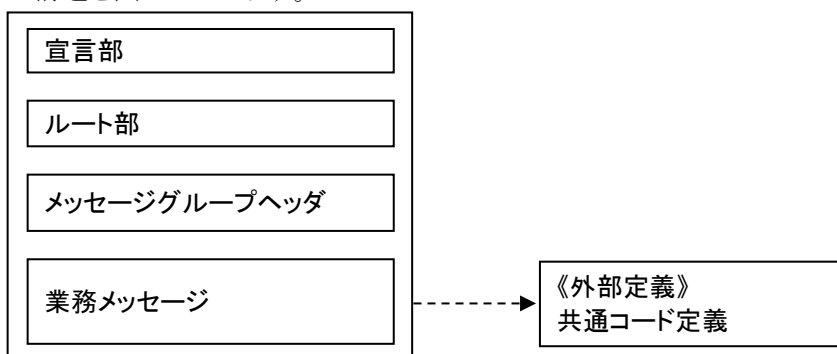 宣言部
ルート部
メッセージグループヘッダ
業務メッセージ
《外部定義》
共通コード定義